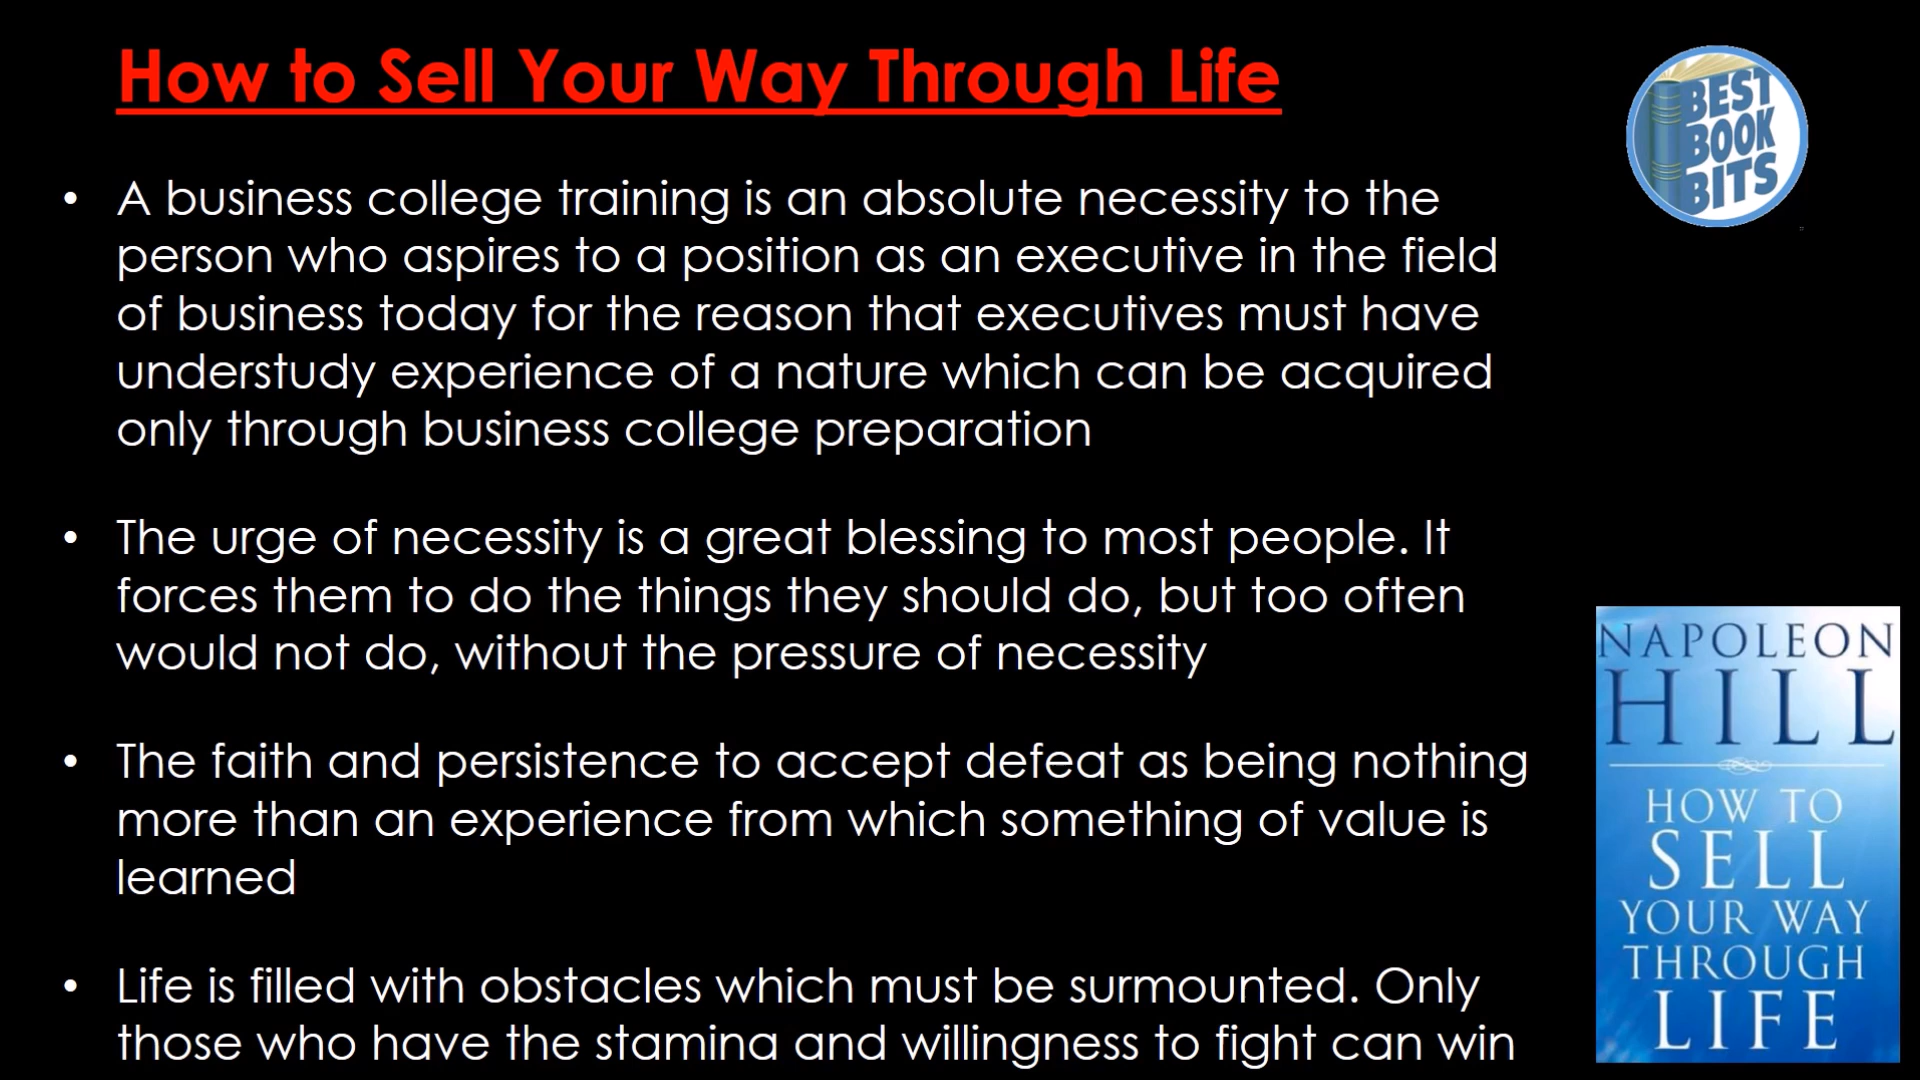 How to Sell Your Way Through Life
BEST
BOOK
BITS
• A business college training is an absolute necessity to the
person who aspires to a position as an executive in the field
of business today for the reason that executives must have
understudy experience of a nature which can be acquired
only through business college preparation
• The urge of necessity is a great blessing to most people. It
forces them to do the things they should do, but too often
would not do, without the pressure of necessity
• The faith and persistence to accept defeat as being nothing
more than an experience from which something of value is
learned
• Life is filled with obstacles which must be surmounted. Only
those who have the stamina and willingness to fight can win
NAPOLEON
HILL
HOW TO
SELL
YOUR WAY
THROUGH
LIFE